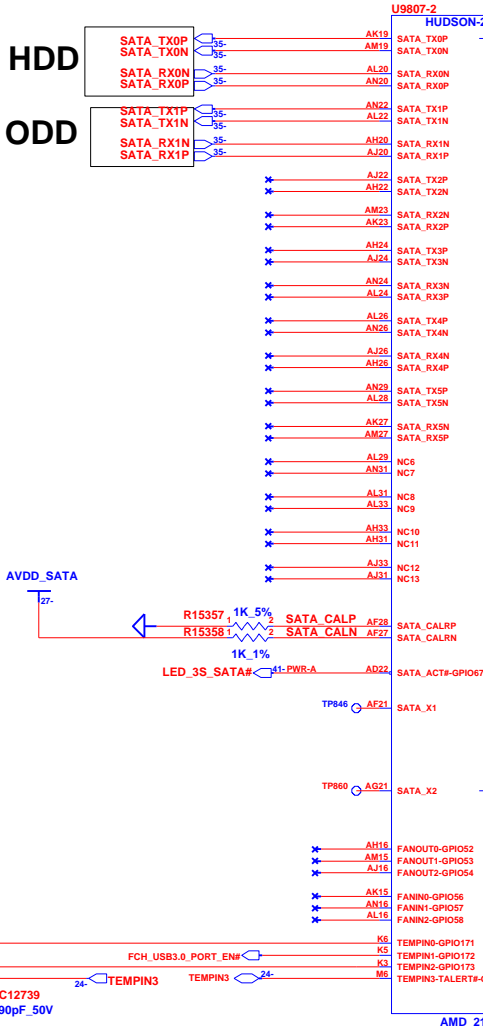 U9807-2
HUDSON-2
HDD
SATA_TX0P 35- AK19 SATA_TX0P
SATA_TX0N 35- AM19 SATA_TX0N
SATA_RX0N 35- AL20 SATA_RX0N
SATA_RX0P 35- AN20 SATA_RX0P
ODD
SATA_TX1P 35- AN22 SATA_TX1P
SATA_TX1N 35- AL22 SATA_TX1N
SATA_RX1N 35- AH20 SATA_RX1N
SATA_RX1P 35- AJ20 SATA_RX1P
AJ22 SATA_TX2P
AH22 SATA_TX2N
AM23 SATA_RX2N
AK23 SATA_RX2P
AH24 SATA_TX3P
AJ24 SATA_TX3N
AN24 SATA_RX3N
AL24 SATA_RX3P
AL26 SATA_TX4P
AN26 SATA_TX4N
AJ26 SATA_RX4N
AH26 SATA_RX4P
AN29 SATA_TX5P
AL28 SATA_TX5N
AK27 SATA_RX5N
AM27 SATA_RX5P
AL29 NC6
AN31 NC7
AL31 NC8
AL33 NC9
AH33 NC10
AH31 NC11
AJ33 NC12
AJ31 NC13
AVDD_SATA
27-
R15357 1 1K_5% 2 SATA_CALP AF28 SATA_CALRP
R15358 1 2 SATA_CALN AF27 SATA_CALRN
1K_1%
LED_3S_SATA# 41- PWR-A AD22 SATA_ACT#-GPIO67
TP846 AF21 SATA_X1
TP860 AG21 SATA_X2
AH16 FANOUT0-GPIO52
AM15 FANOUT1-GPIO53
AJ16 FANOUT2-GPIO54
AK15 FANIN0-GPIO56
AN16 FANIN1-GPIO57
AL16 FANIN2-GPIO58
K6 TEMPIN0-GPIO171
FCH_USB3.0_PORT_EN# K5 TEMPIN1-GPIO172
K3 TEMPIN2-GPIO173
24- TEMPIN3 TEMPIN3 24- M6 TEMPIN3-TALERT#-G
C12739
90pF_50V
AMD_21